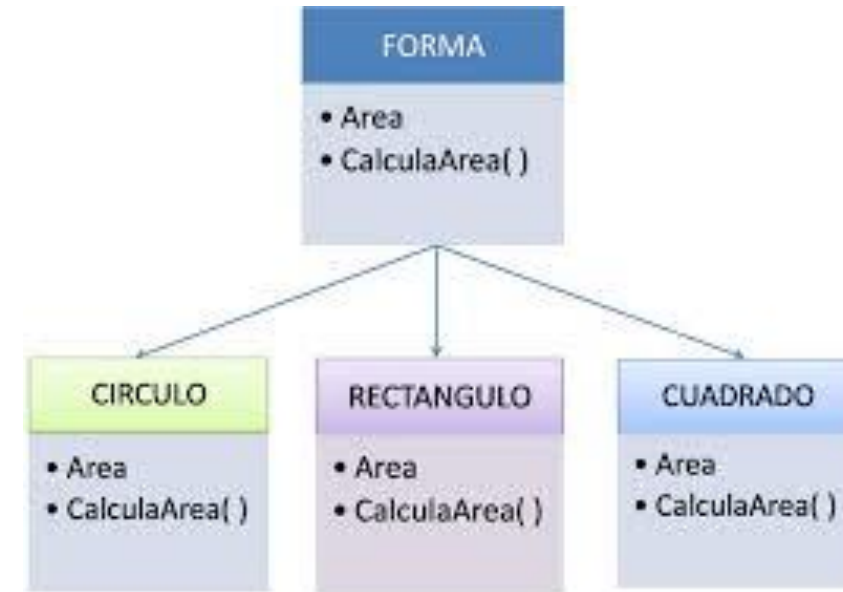 FORMA
• Area
• CalculaArea( )
CIRCULO
• Area
• CalculaArea( )
RECTANGULO
• Area
• CalculaArea( )
CUADRADO
• Area
• CalculaArea( )